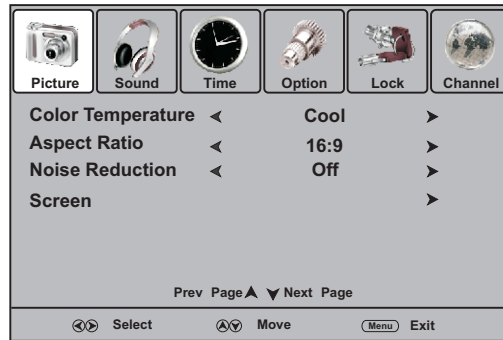 Picture Sound Time Option Lock Channel
Color Temperature Cool
Aspect Ratio 16:9
Noise Reduction Off
Screen
Prev Page Next Page
Select Move Menu Exit